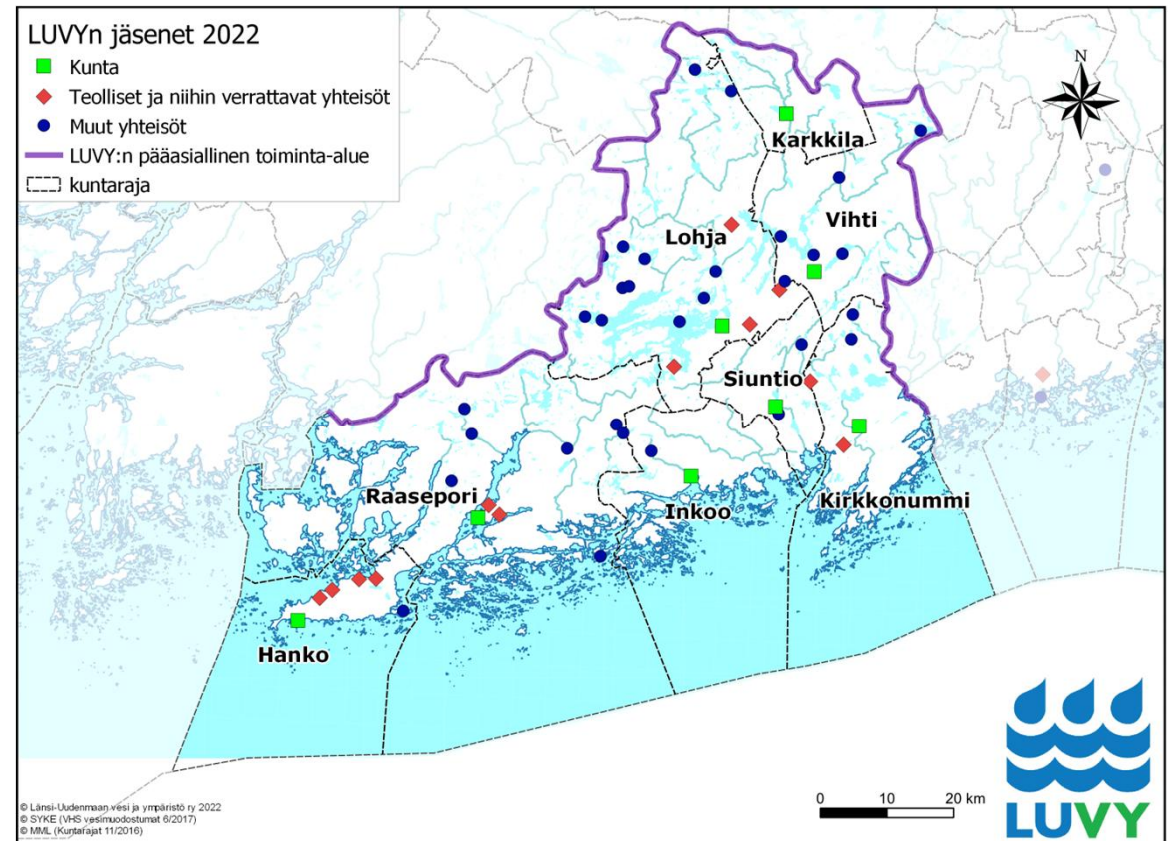 LUVYn jäsenet 2022
Kunta
Teolliset ja niihin verrattavat yhteisöt
Muut yhteisöt
LUVY:n pääasiallinen toiminta-alue
kuntaraja
N
Karkkila
Vihti
Lohja
Siuntio
Raasepori
Inkoo
Kirkkonummi
Hanko
© Länsi-Uudenmaan vesi ja ympäristö ry 2022
© SYKE (VHS vesimuodostumat 6/2017)
© MML (Kuntarajat 11/2016)
0 10 20 km
LUVY